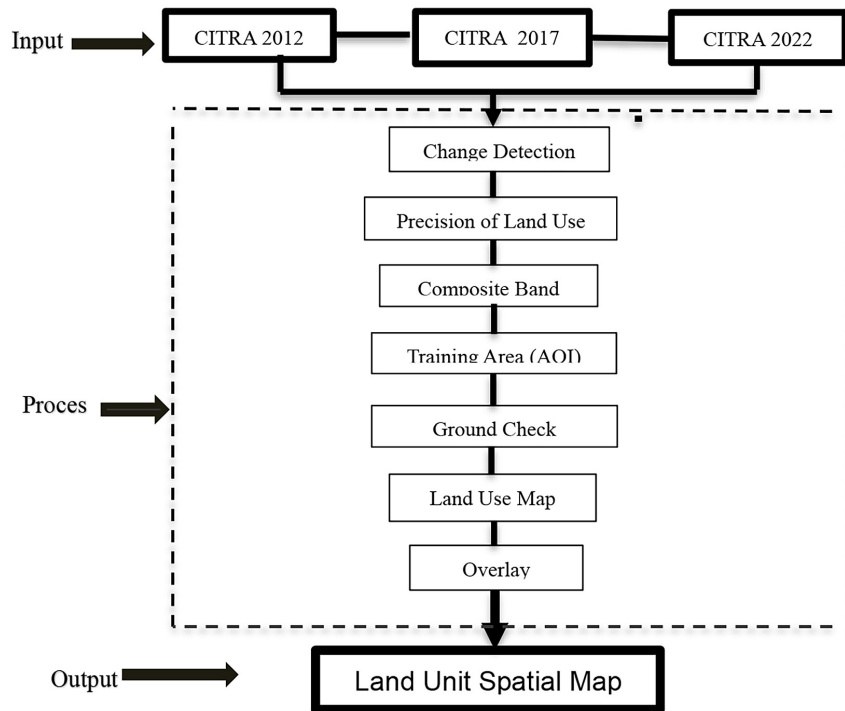 Input
CITRA 2012
CITRA 2017
CITRA 2022
Change Detection
Precision of Land Use
Composite Band
Training Area (AOI)
Proces
Ground Check
Land Use Map
Overlay
Output
Land Unit Spatial Map